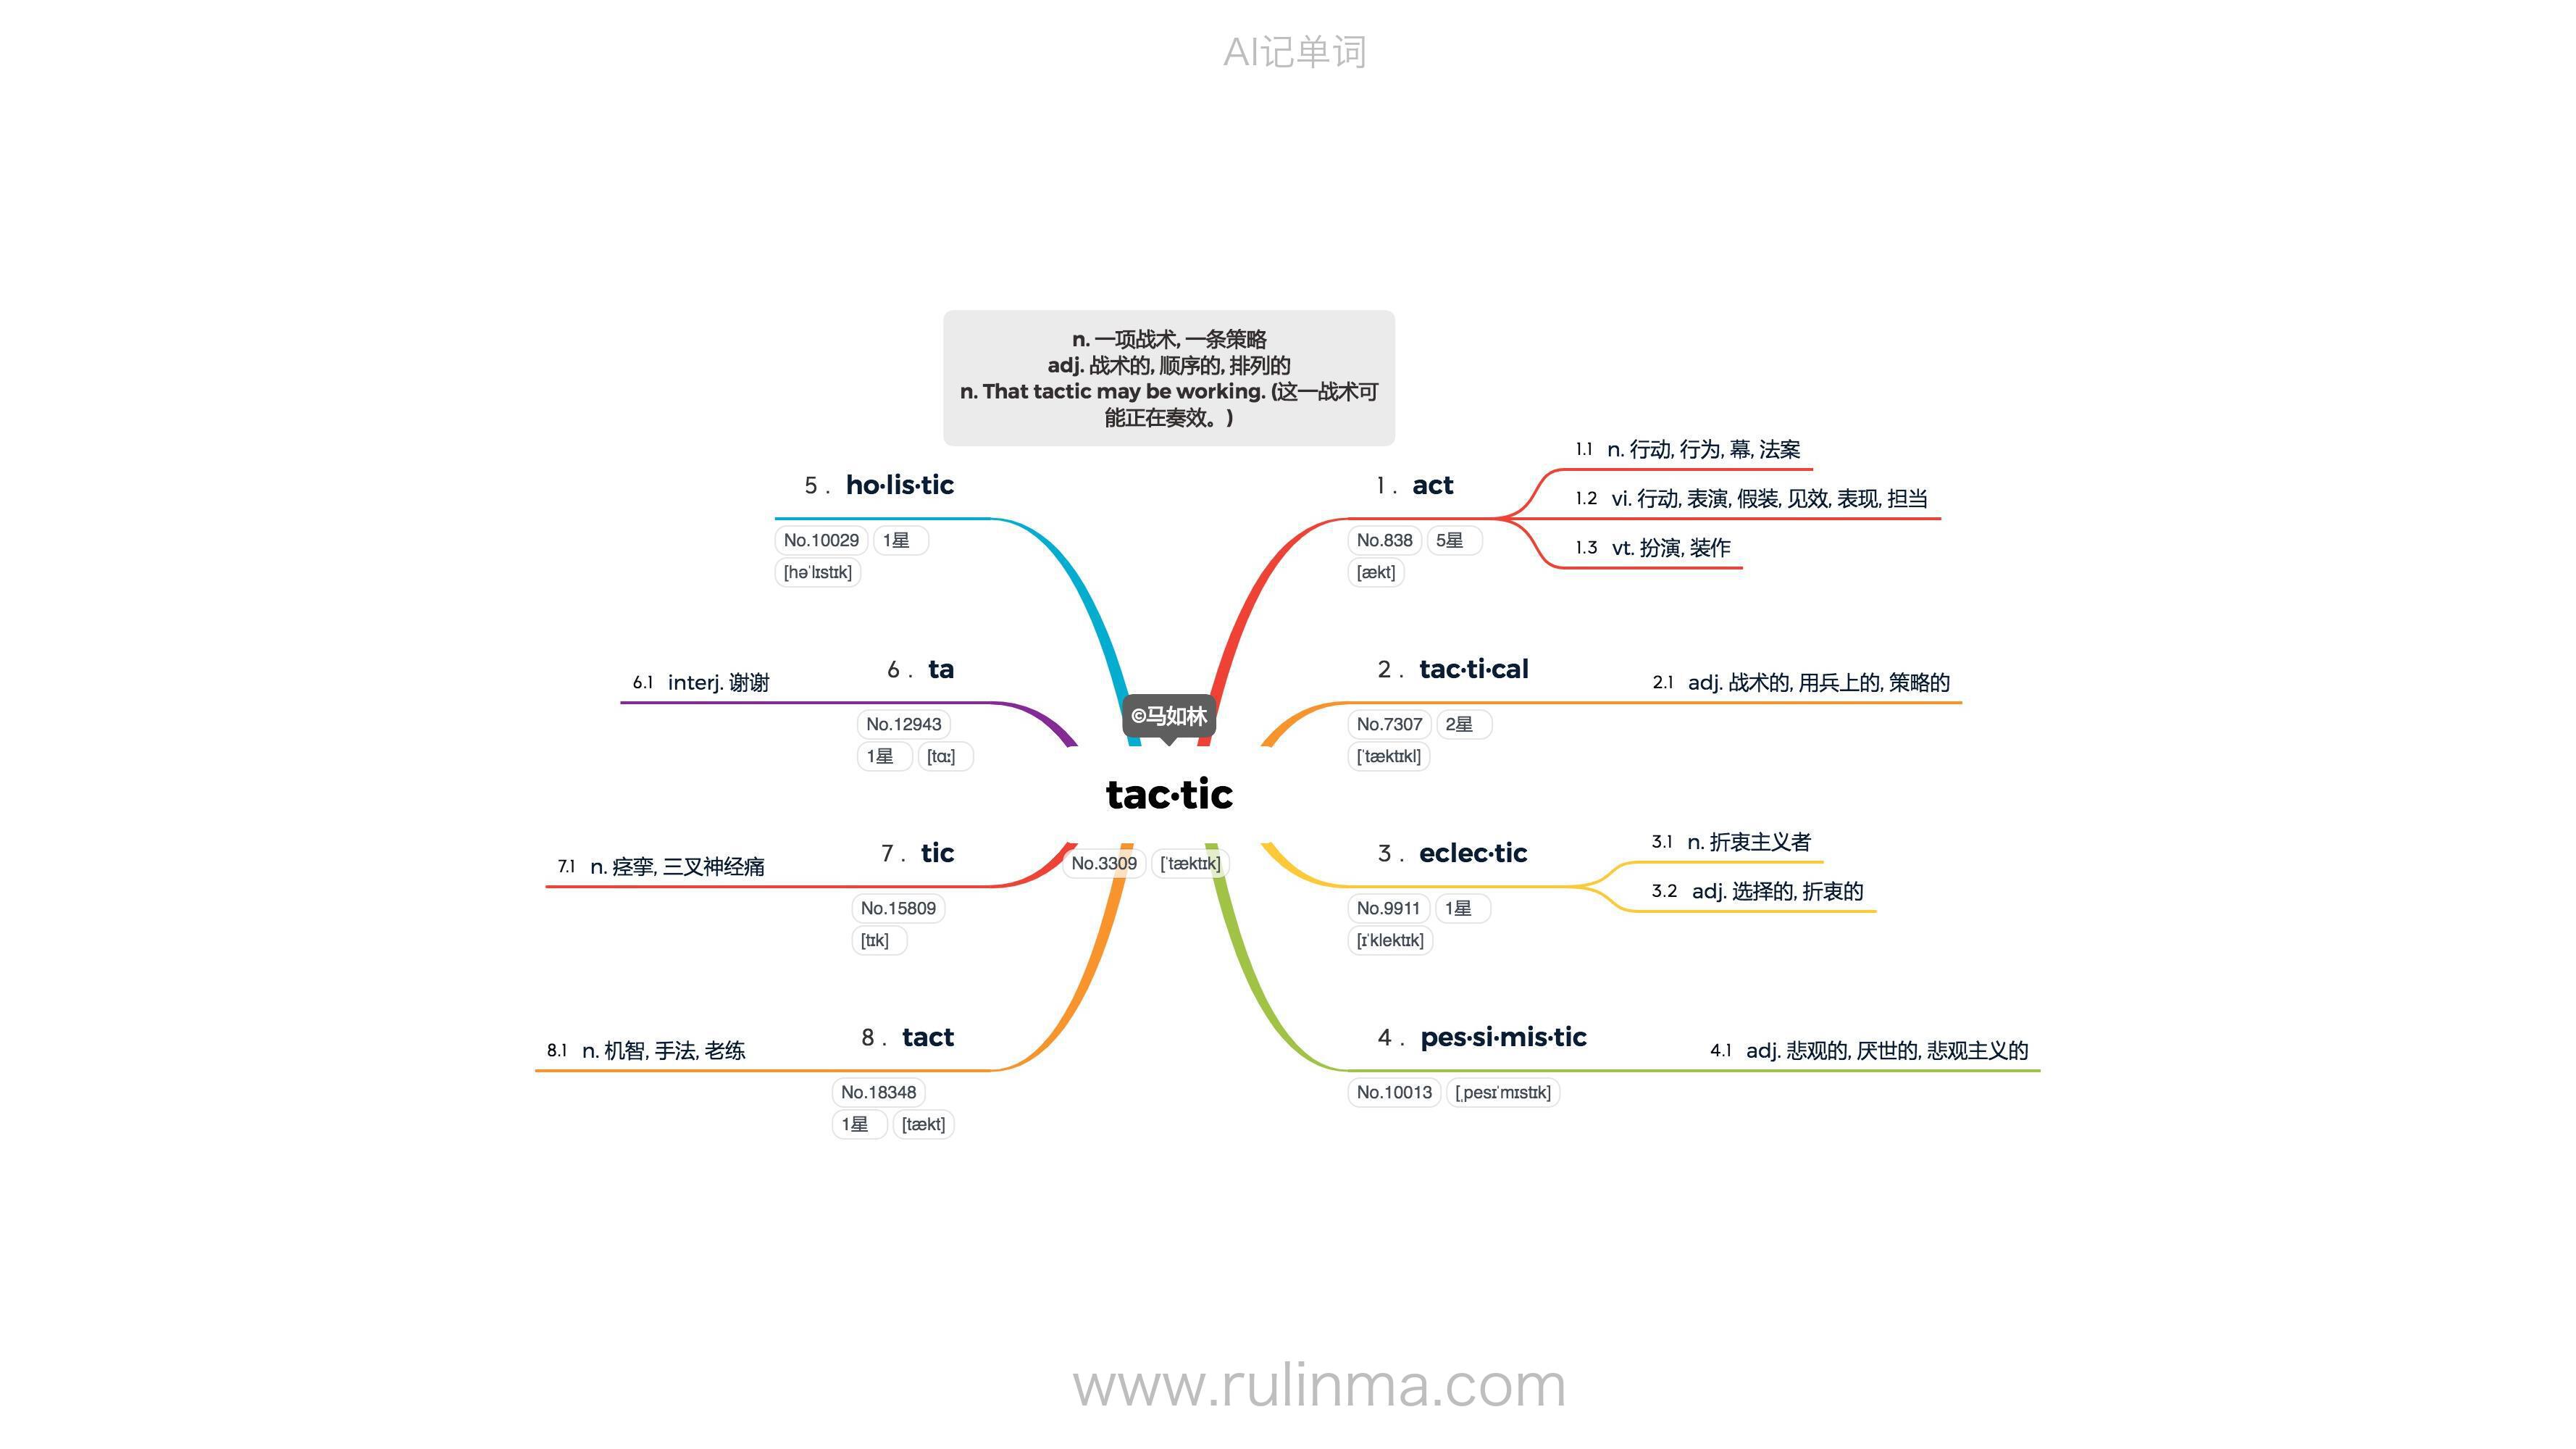 AI记单词
n. 一项战术, 一条策略
adj. 战术的, 顺序的, 排列的
n. That tactic may be working. (这一战术可
能正在奏效。)
©马如林
tac·tic
No.3309 [ˈtæktɪk]
1 . act
No.838 5星
[ækt]
1.1 n. 行动, 行为, 幕, 法案
1.2 vi. 行动, 表演, 假装, 见效, 表现, 担当
1.3 vt. 扮演, 装作
2 . tac·ti·cal
No.7307 2星
[ˈtæktɪkl]
2.1 adj. 战术的, 用兵上的, 策略的
3 . eclec·tic
No.9911 1星
[ɪˈklektɪk]
3.1 n. 折衷主义者
3.2 adj. 选择的, 折衷的
4 . pes·si·mis·tic
No.10013 [ˌpesɪˈmɪstɪk]
4.1 adj. 悲观的, 厌世的, 悲观主义的
5 . ho·lis·tic
No.10029 1星
[həˈlɪstɪk]
6 . ta
No.12943
1星 [tɑː]
6.1 interj. 谢谢
7 . tic
No.15809
[tɪk]
7.1 n. 痉挛, 三叉神经痛
8 . tact
No.18348
1星 [tækt]
8.1 n. 机智, 手法, 老练
www.rulinma.com